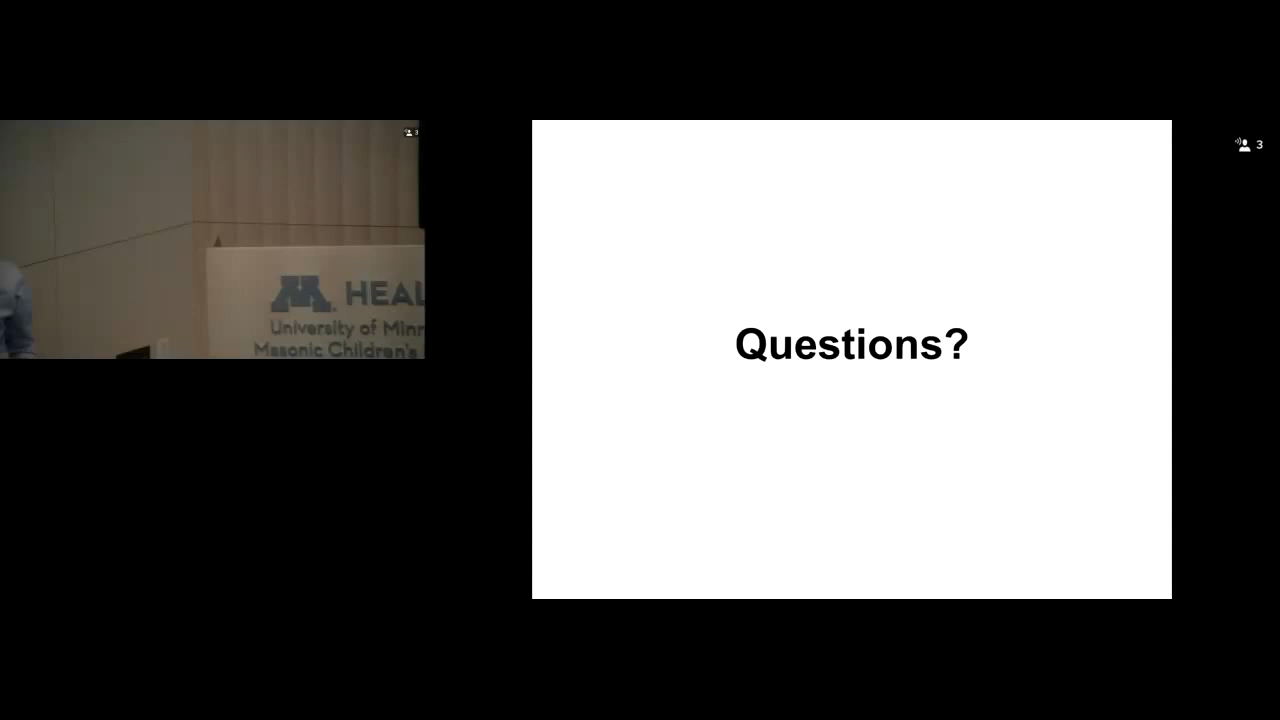 3
M. HEAL
University of Minn
Masonic Children's
Questions?
3